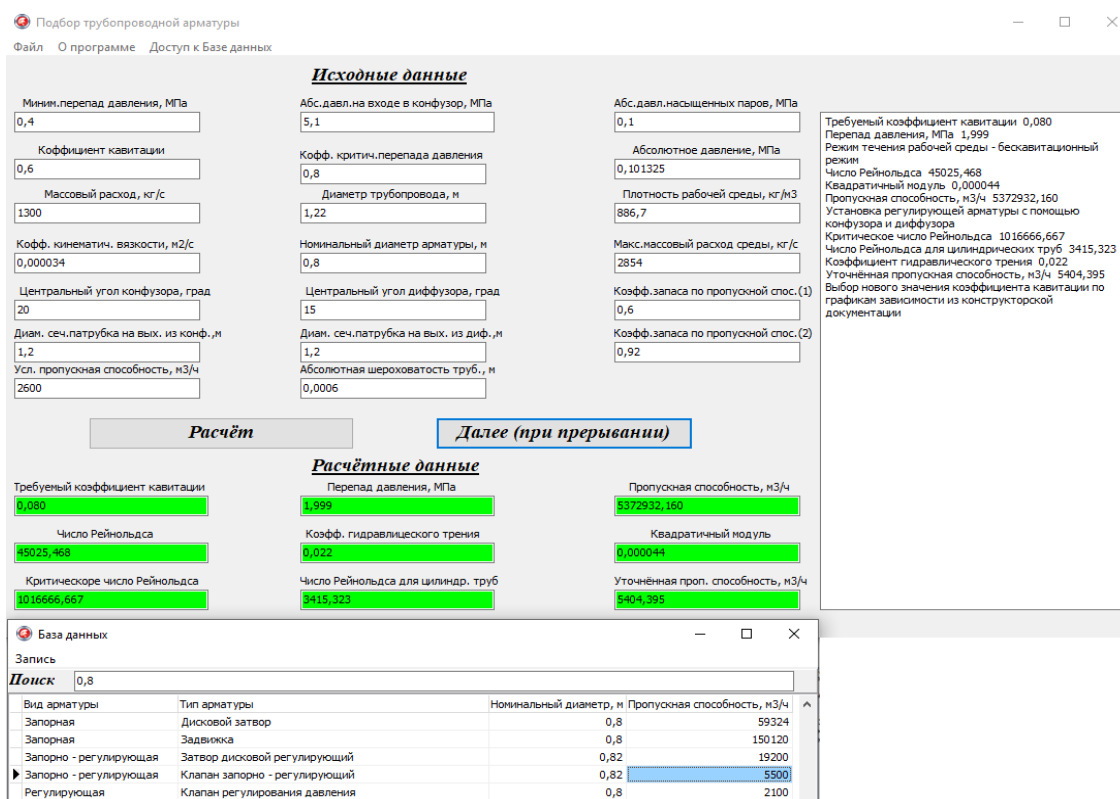 Подбор трубопроводной арматуры
Файл О программе Доступ к Базе данных
Исходные данные
Миним.перепад давления, МПа Абс.давл.на входе в конфузор, МПа Абс.давл.насыщенных паров, МПа
0,4 5,1 0,1
Коффициент кавитации Кофф. критич.перепада давления Абсолютное давление, МПа
0,6 0,8 0,101325
Массовый расход, кг/с Диаметр трубопровода, м Плотность рабочей среды, кг/м3
1300 1,22 886,7
Кофф. кинематич. вязкости, м2/с Номинальный диаметр арматуры, м Макс.массовый расход среды, кг/с
0,000034 0,8 2854
Центральный угол конфузора, град Центральный угол диффузора, град Коэфф.запаса по пропускной спос.(1)
20 15 0,6
Диам. сеч.патрубка на вых. из конф.,м Диам. сеч.патрубка на вых. из диф.,м Коэфф.запаса по пропускной спос.(2)
1,2 1,2 0,92
Усл. пропускная способность, м3/ч Абсолютная шероховатость труб., м
2600 0,0006
Расчёт Далее (при прерывании)
Расчётные данные
Требуемый коэффициент кавитации Перепад давления, МПа Пропускная способность, м3/ч
0,080 1,999 5372932,160
Число Рейнольдса Коэфф. гидравлицеского трения Квадратичный модуль
45025,468 0,022 0,000044
Критическоре число Рейнольдса Число Рейнольдса для цилиндр. труб Уточнённая проп. способность, м3/ч
1016666,667 3415,323 5404,395
Требуемый коэффициент кавитации 0,080
Перепад давления, МПа 1,999
Режим течения рабочей среды - бескавитационный
режим
Число Рейнольдса 45025,468
Квадратичный модуль 0,000044
Пропускная способность, м3/ч 5372932,160
Установка регулирующей арматуры с помощью
конфузора и диффузора
Критическое число Рейнольдса 1016666,667
Число Рейнольдса для цилиндрических труб 3415,323
Коэффициент гидравлического трения 0,022
Уточнённая пропускная способность, м3/ч 5404,395
Выбор нового значения коэффициента кавитации по
графикам зависимости из конструкторской
документации
База данных
Запись
Поиск 0,8
Вид арматуры Тип арматуры Номинальный диаметр, м Пропускная способность, м3/ч
Запорная Дисковой затвор 0,8 59324
Запорная Задвижка 0,8 150120
Запорно - регулирующая Затвор дисковой регулирующий 0,82 19200
Запорно - регулирующая Клапан запорно - регулирующий 0,82 5500
Регулирующая Клапан регулирования давления 0,8 2100